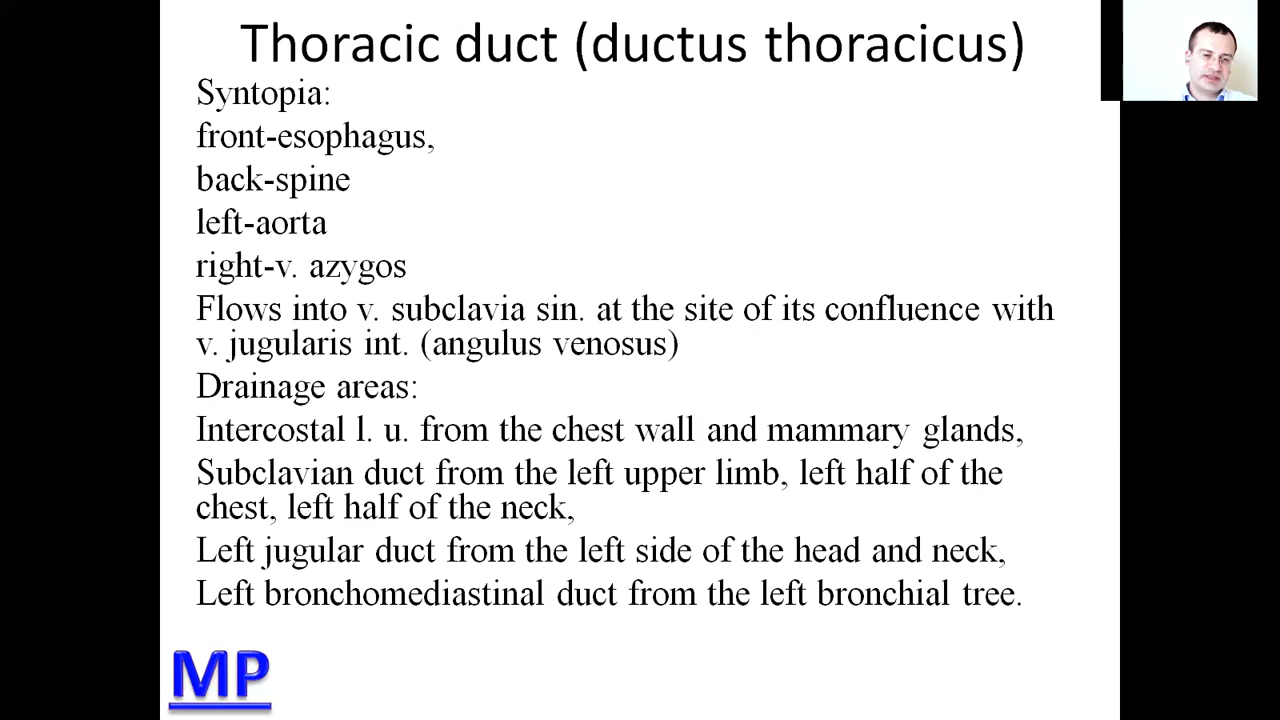 Thoracic duct (ductus thoracicus)
Syntopia:
front-esophagus,
back-spine
left-aorta
right-v. azygos
Flows into v. subclavia sin. at the site of its confluence with
v. jugularis int. (angulus venosus)
Drainage areas:
Intercostal l. u. from the chest wall and mammary glands,
Subclavian duct from the left upper limb, left half of the
chest, left half of the neck,
Left jugular duct from the left side of the head and neck,
Left bronchomediastinal duct from the left bronchial tree.
MP